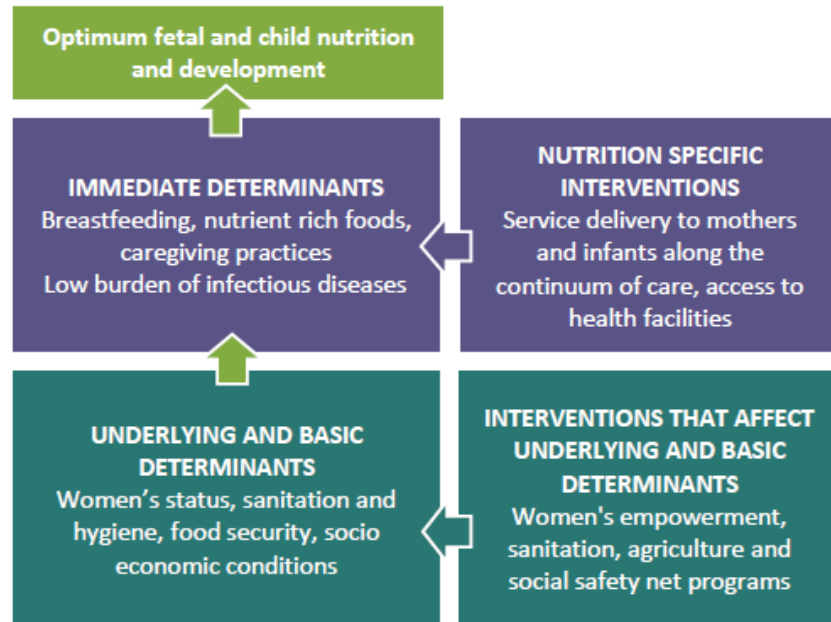 Optimum fetal and child nutrition
and development
IMMEDIATE DETERMINANTS
Breastfeeding, nutrient rich foods,
caregiving practices
Low burden of infectious diseases
NUTRITION SPECIFIC
INTERVENTIONS
Service delivery to mothers
and infants along the
continuum of care, access to
health facilities
UNDERLYING AND BASIC
DETERMINANTS
Women's status, sanitation and
hygiene, food security, socio
economic conditions
INTERVENTIONS THAT AFFECT
UNDERLYING AND BASIC
DETERMINANTS
Women's empowerment,
sanitation, agriculture and
social safety net programs